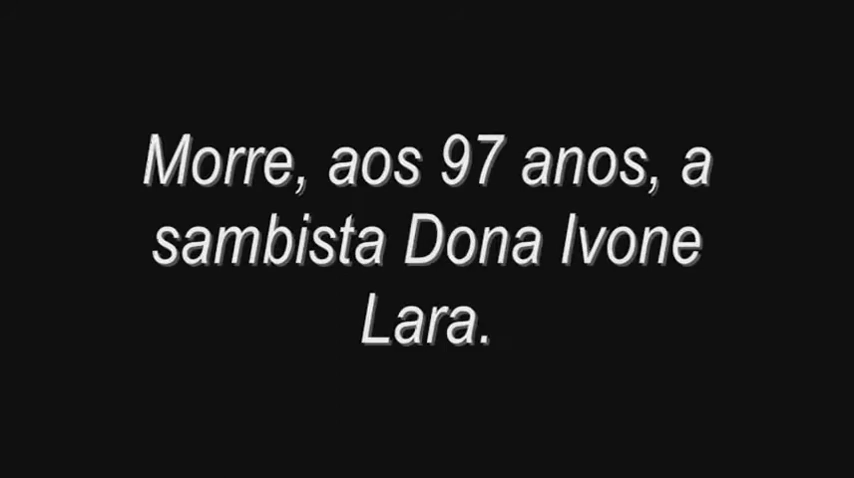 Morre, aos 97 anos, a
sambista Dona Ivone
Lara.